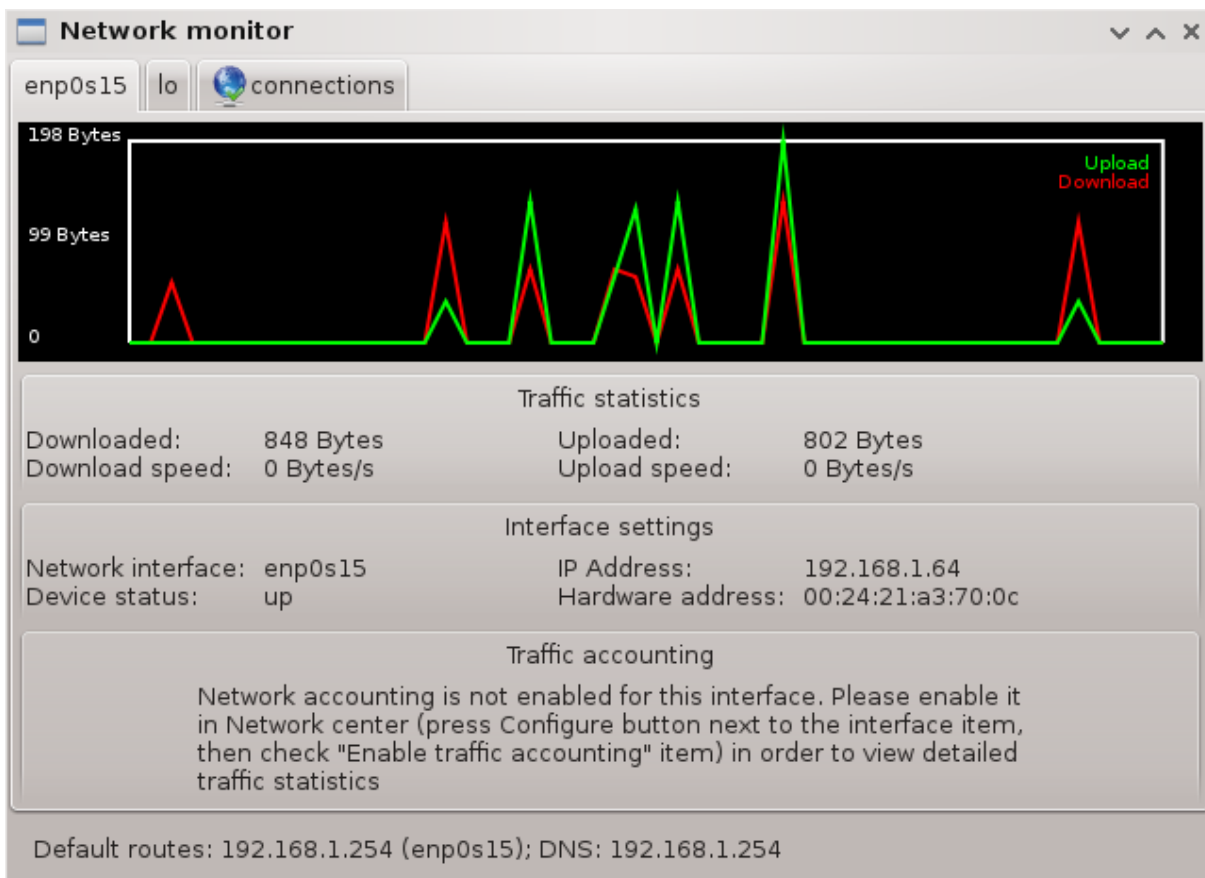 Network monitor
enp0s15 lo connections
198 Bytes
Upload
Download
99 Bytes
0
Traffic statistics
Downloaded: 848 Bytes Uploaded: 802 Bytes
Download speed: 0 Bytes/s Upload speed: 0 Bytes/s
Interface settings
Network interface: enp0s15 IP Address: 192.168.1.64
Device status: up Hardware address: 00:24:21:a3:70:0c
Traffic accounting
Network accounting is not enabled for this interface. Please enable it
in Network center (press Configure button next to the interface item,
then check "Enable traffic accounting" item) in order to view detailed
traffic statistics
Default routes: 192.168.1.254 (enp0s15); DNS: 192.168.1.254